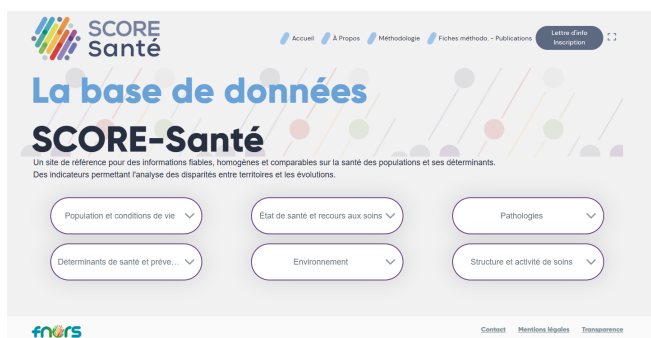 SCORE
Santé
Accueil
À Propos
Méthodologie
Fiches méthodo. - Publications
Lettre d'info
Inscription
La base de données
SCORE-Santé
Un site de référence pour des informations fiables, homogènes et comparables sur la santé des populations et ses déterminants.
Des indicateurs permettant l'analyse des disparités entre territoires et les évolutions.
Population et conditions de vie
État de santé et recours aux soins
Pathologies
Déterminants de santé et préve...
Environnement
Structure et activité de soins
fnors
Contact
Mentions légales
Transparence